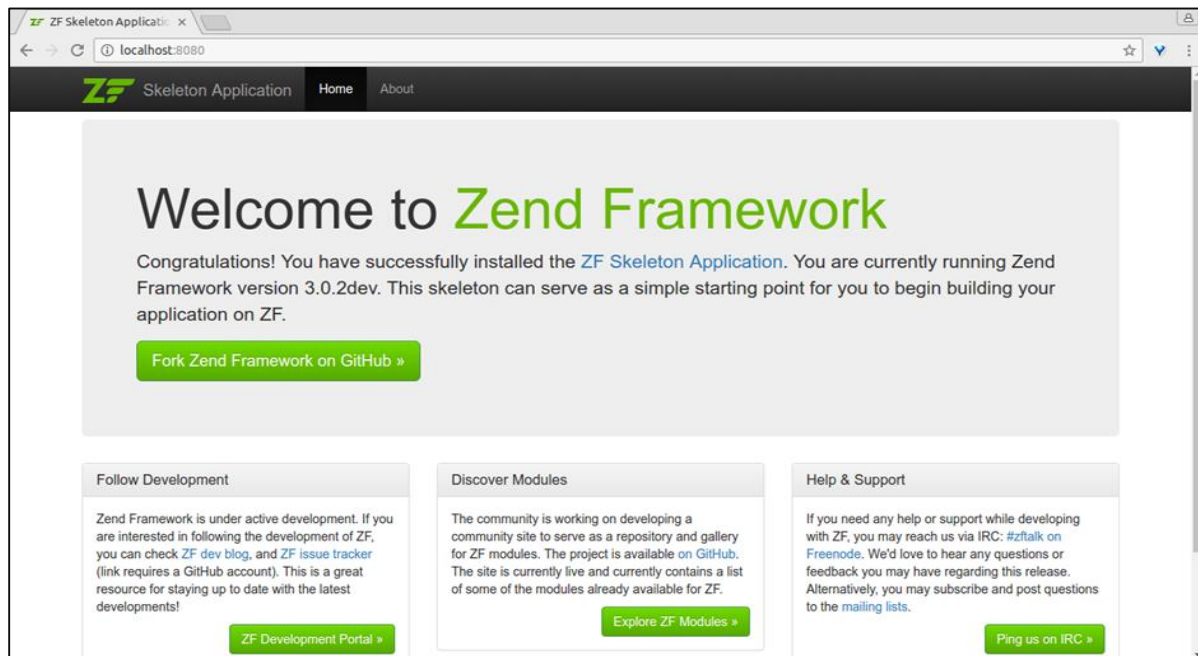 ZF ZF Skeleton Applicatio
localhost:8080
ZF Skeleton Application Home About
Welcome to Zend Framework
Congratulations! You have successfully installed the ZF Skeleton Application. You are currently running Zend
Framework version 3.0.2dev. This skeleton can serve as a simple starting point for you to begin building your
application on ZF.
Fork Zend Framework on GitHub »
Follow Development
Zend Framework is under active development. If you
are interested in following the development of ZF,
you can check ZF dev blog, and ZF issue tracker
(link requires a GitHub account). This is a great
resource for staying up to date with the latest
developments!
ZF Development Portal »
Discover Modules
The community is working on developing a
community site to serve as a repository and gallery
for ZF modules. The project is available on GitHub.
The site is currently live and currently contains a list
of some of the modules already available for ZF.
Explore ZF Modules »
Help & Support
If you need any help or support while developing
with ZF, you may reach us via IRC: #zftalk on
Freenode. We'd love to hear any questions or
feedback you may have regarding this release.
Alternatively, you may subscribe and post questions
to the mailing lists.
Ping us on IRC »